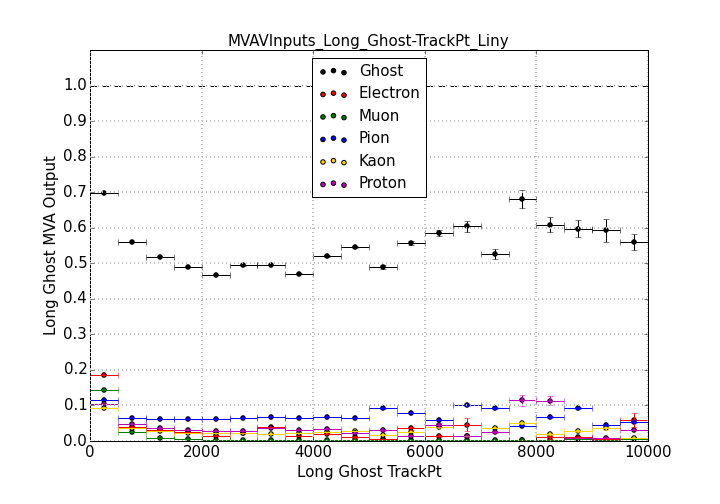 MVAVInputs_Long_Ghost-TrackPt_Liny
Ghost
Electron
Muon
Pion
Kaon
Proton
Long Ghost MVA Output
1.0
0.9
0.8
0.7
0.6
0.5
0.4
0.3
0.2
0.1
0.0
0 2000 4000 6000 8000 10000
Long Ghost TrackPt